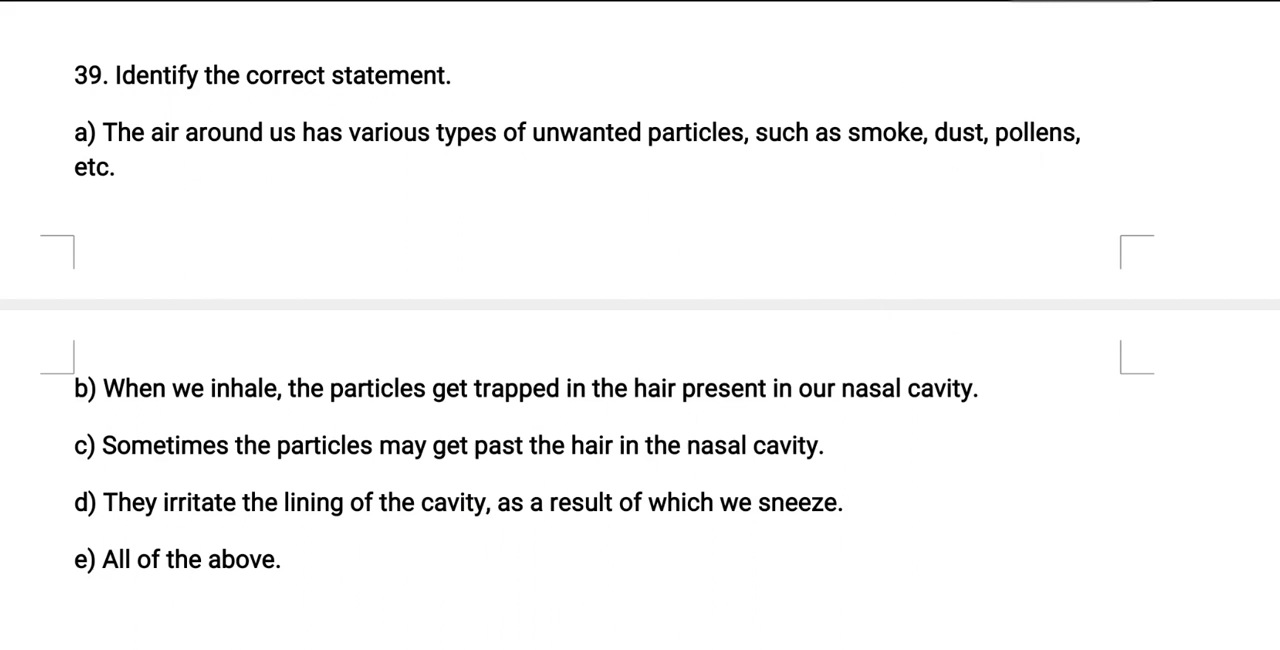 39. Identify the correct statement.
a) The air around us has various types of unwanted particles, such as smoke, dust, pollens,
etc.
b) When we inhale, the particles get trapped in the hair present in our nasal cavity.
c) Sometimes the particles may get past the hair in the nasal cavity.
d) They irritate the lining of the cavity, as a result of which we sneeze.
e) All of the above.